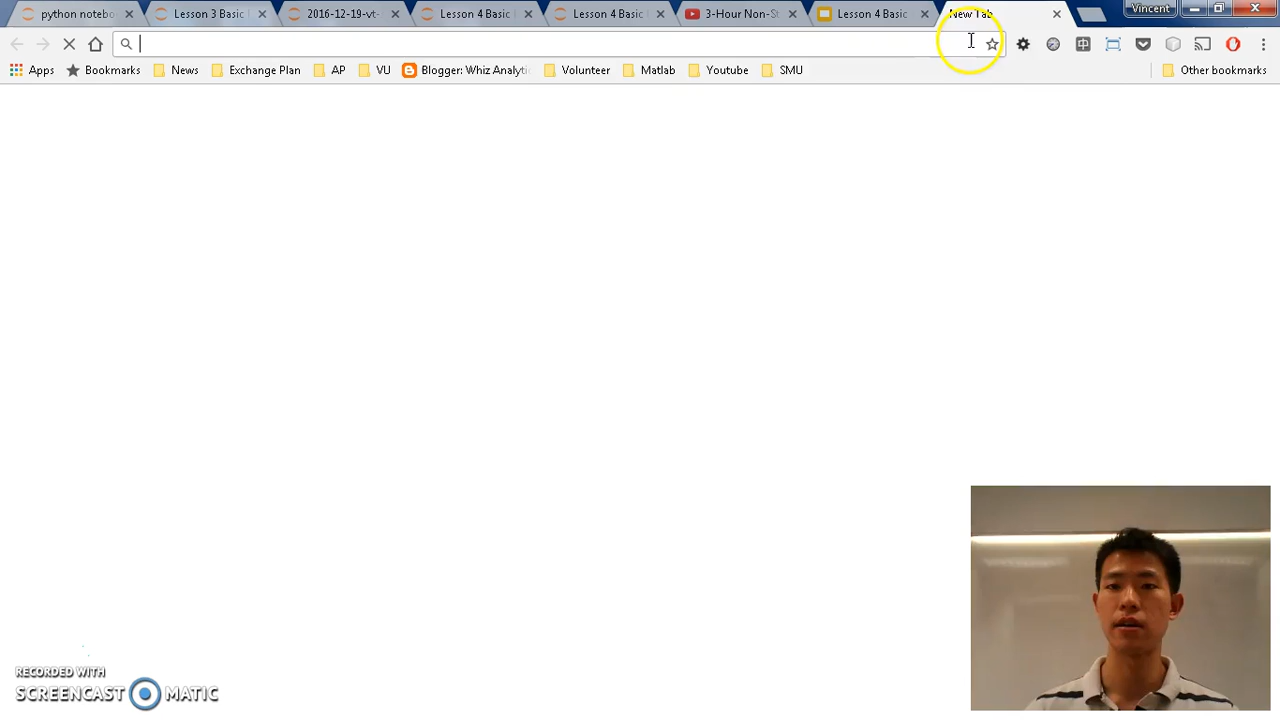 python notebo
Lesson 3 Basic
2016-12-19-vt-
Lesson 4 Basic
Lesson 4 Basic
3-Hour Non-St
Lesson 4 Basic
New Tab
Vincent
Apps
Bookmarks
News
Exchange Plan
AP
VU
Blogger: Whiz Analyti
Volunteer
Matlab
Youtube
SMU
Other bookmarks
RECORDED WITH
SCREENCAST MATIC